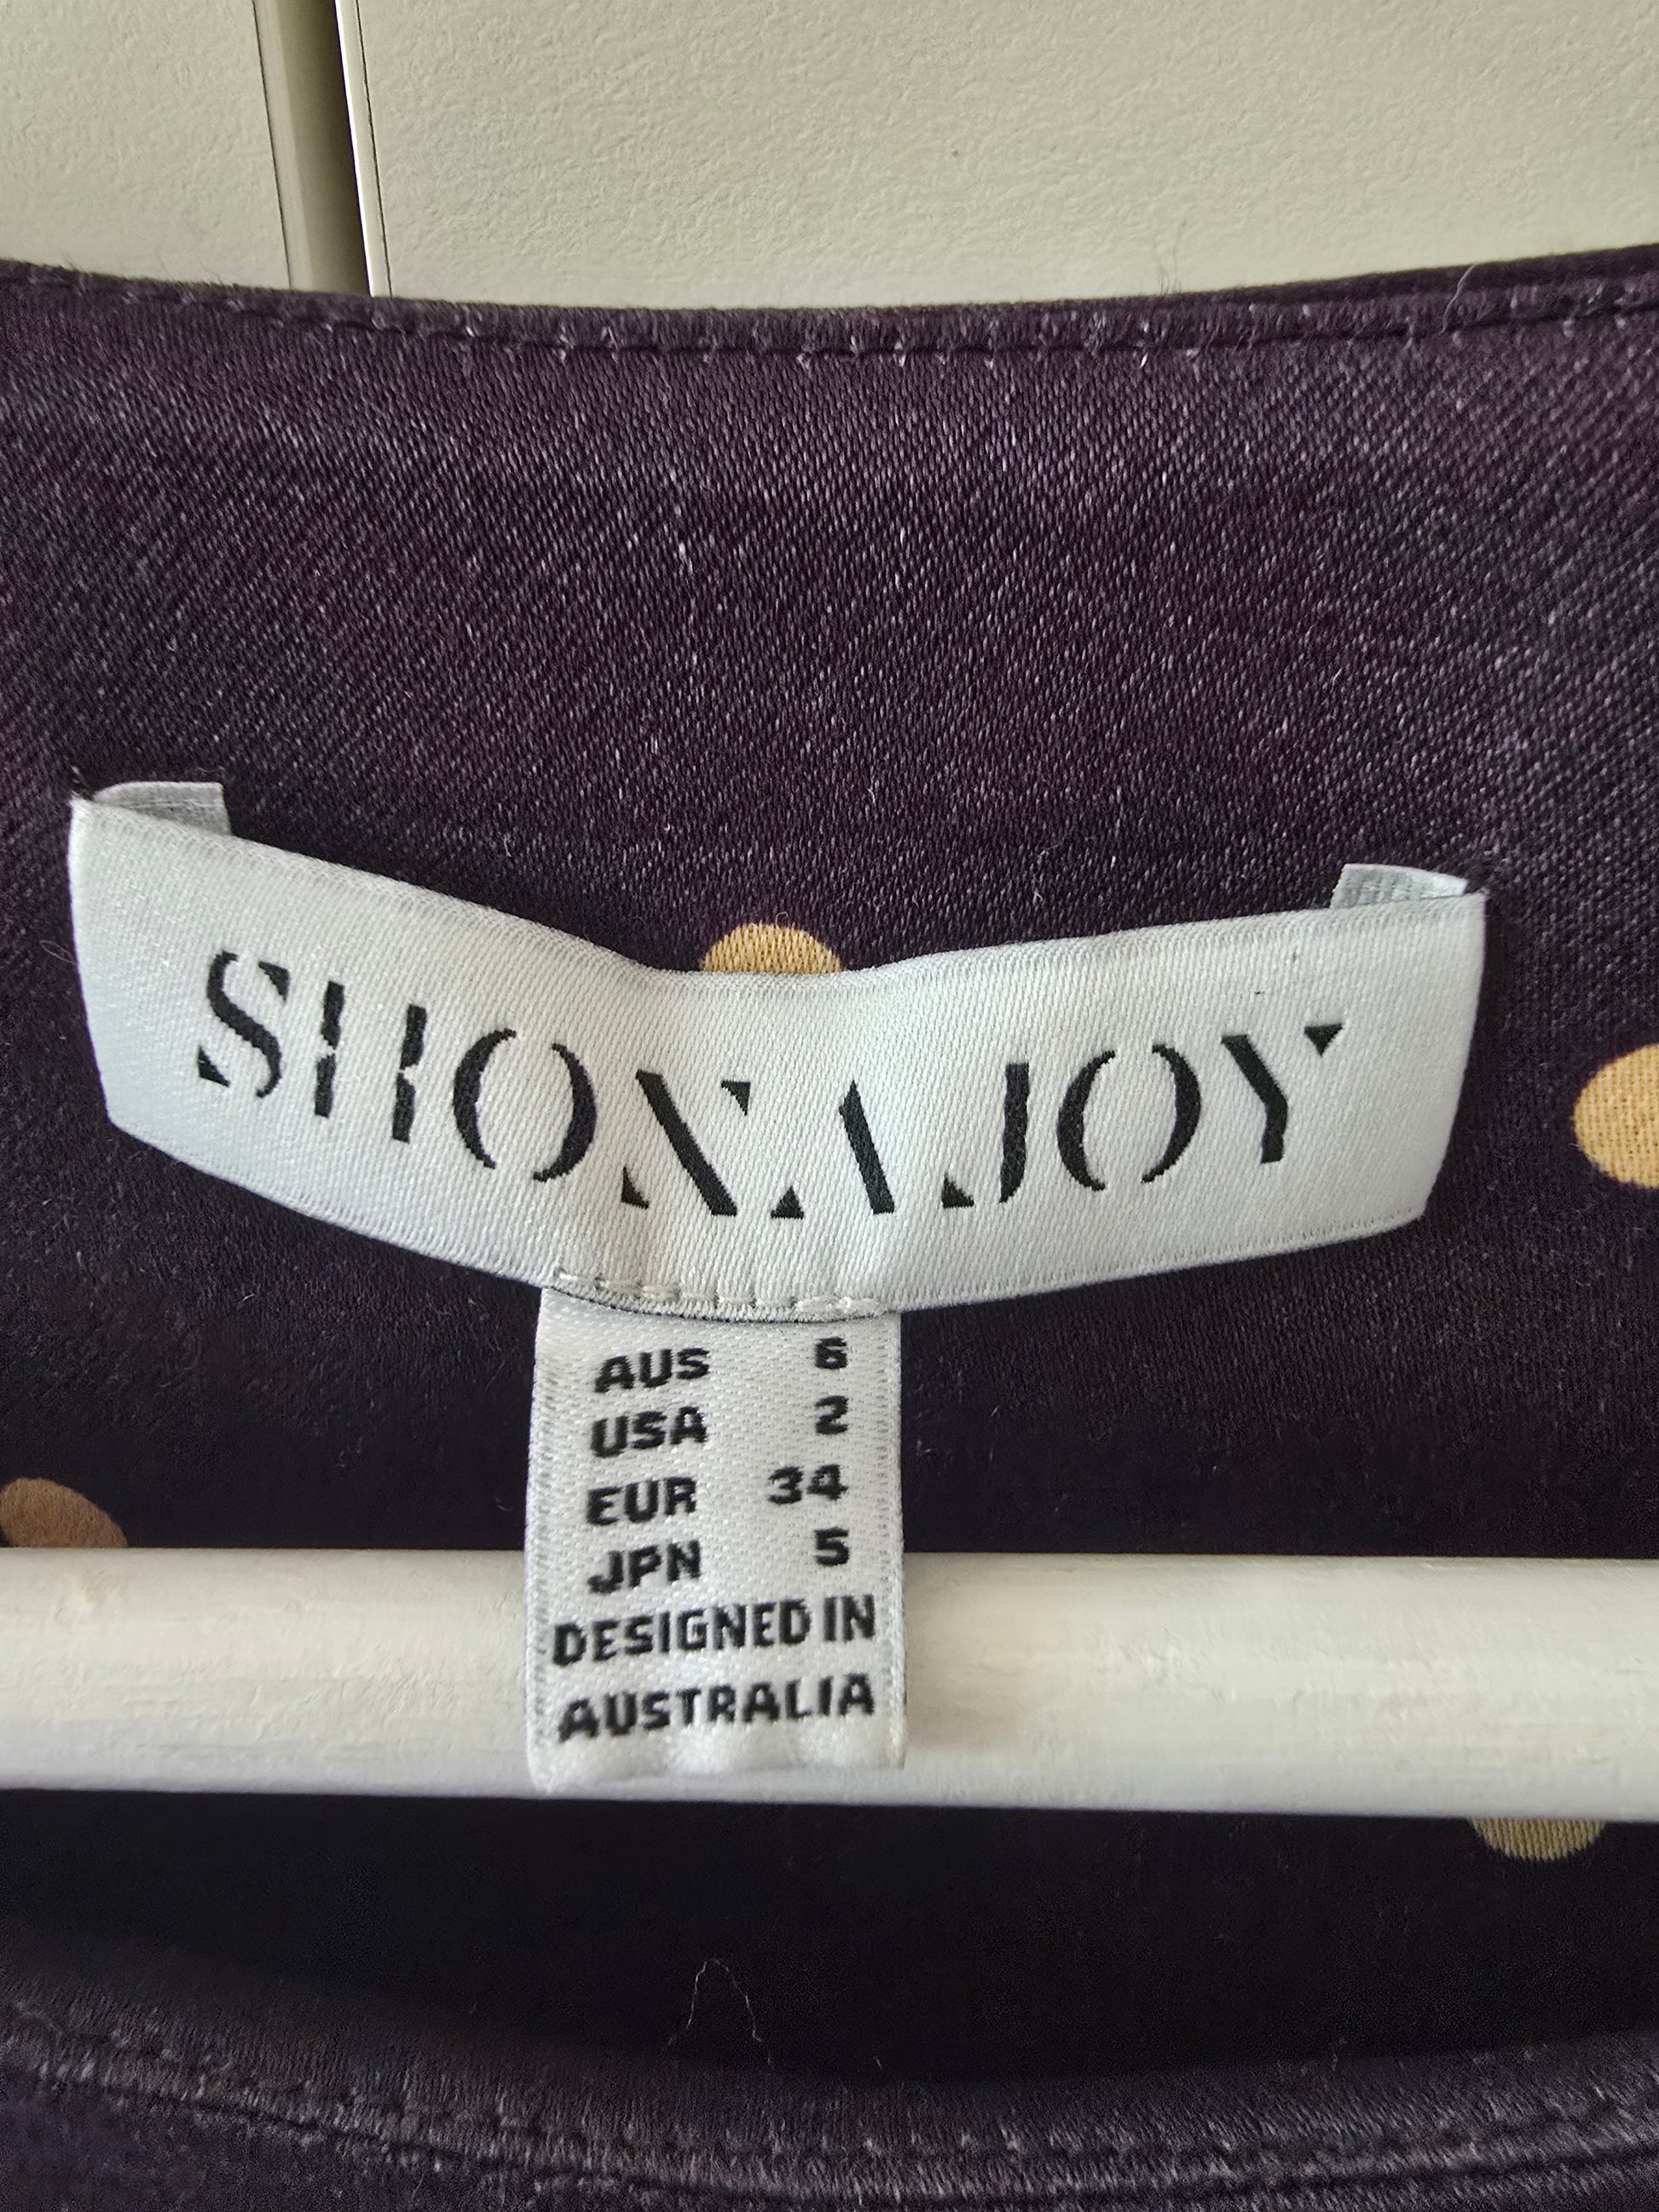 SHONA JOY
AUS 6
USA 2
EUR 34
JPN 5
DESIGNED IN
AUSTRALIA